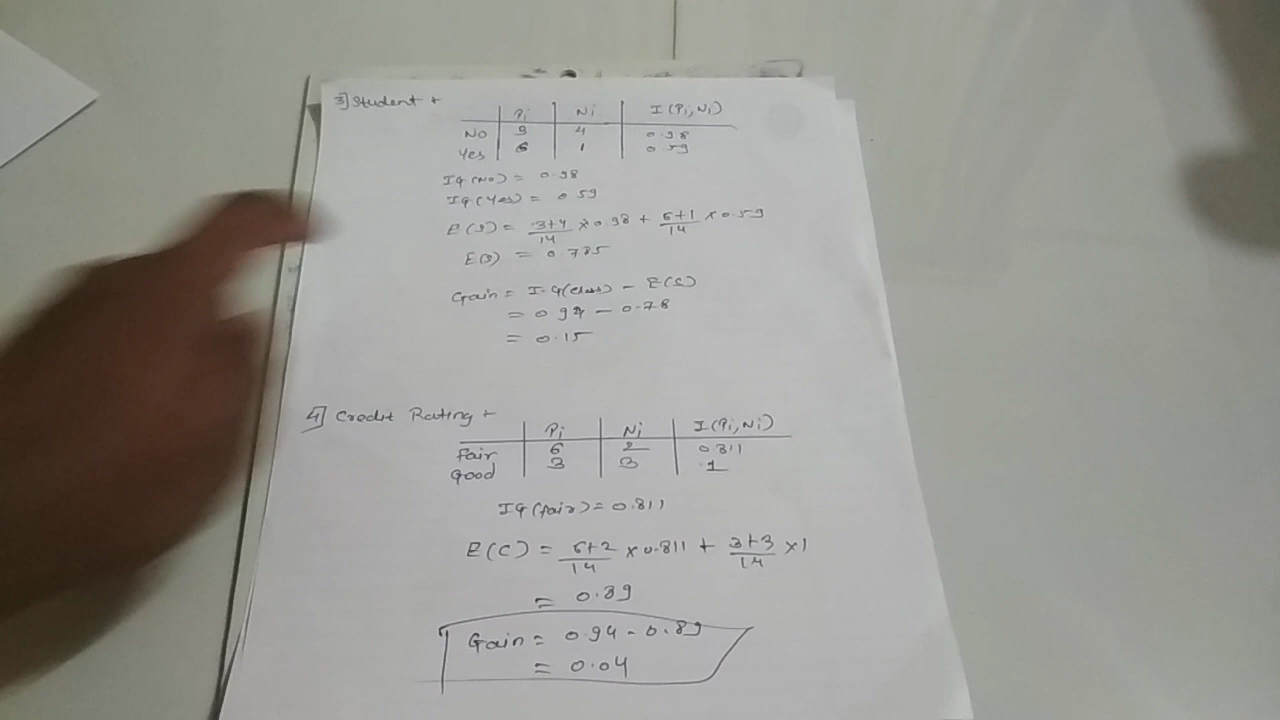 3] Student +
Pi Ni I(Pi, Ni)
No 3 4 0.98
Yes 6 1 0.59
IG (No) = 0.98
IG (Yes) = 0.59
E(S) = 3+4/14 × 0.98 + 6+1/14 × 0.59
E(S) = 0.785
Gain = I.G(class) - E(S)
= 0.94 - 0.78
= 0.15
4] Credit Rating +
Pi Ni I(Pi, Ni)
Fair 6 2 0.811
Good 3 3 1
IG (fair) = 0.811
E(C) = 6+2/14 × 0.811 + 3+3/14 × 1
= 0.89
Gain = 0.94 - 0.89
= 0.04